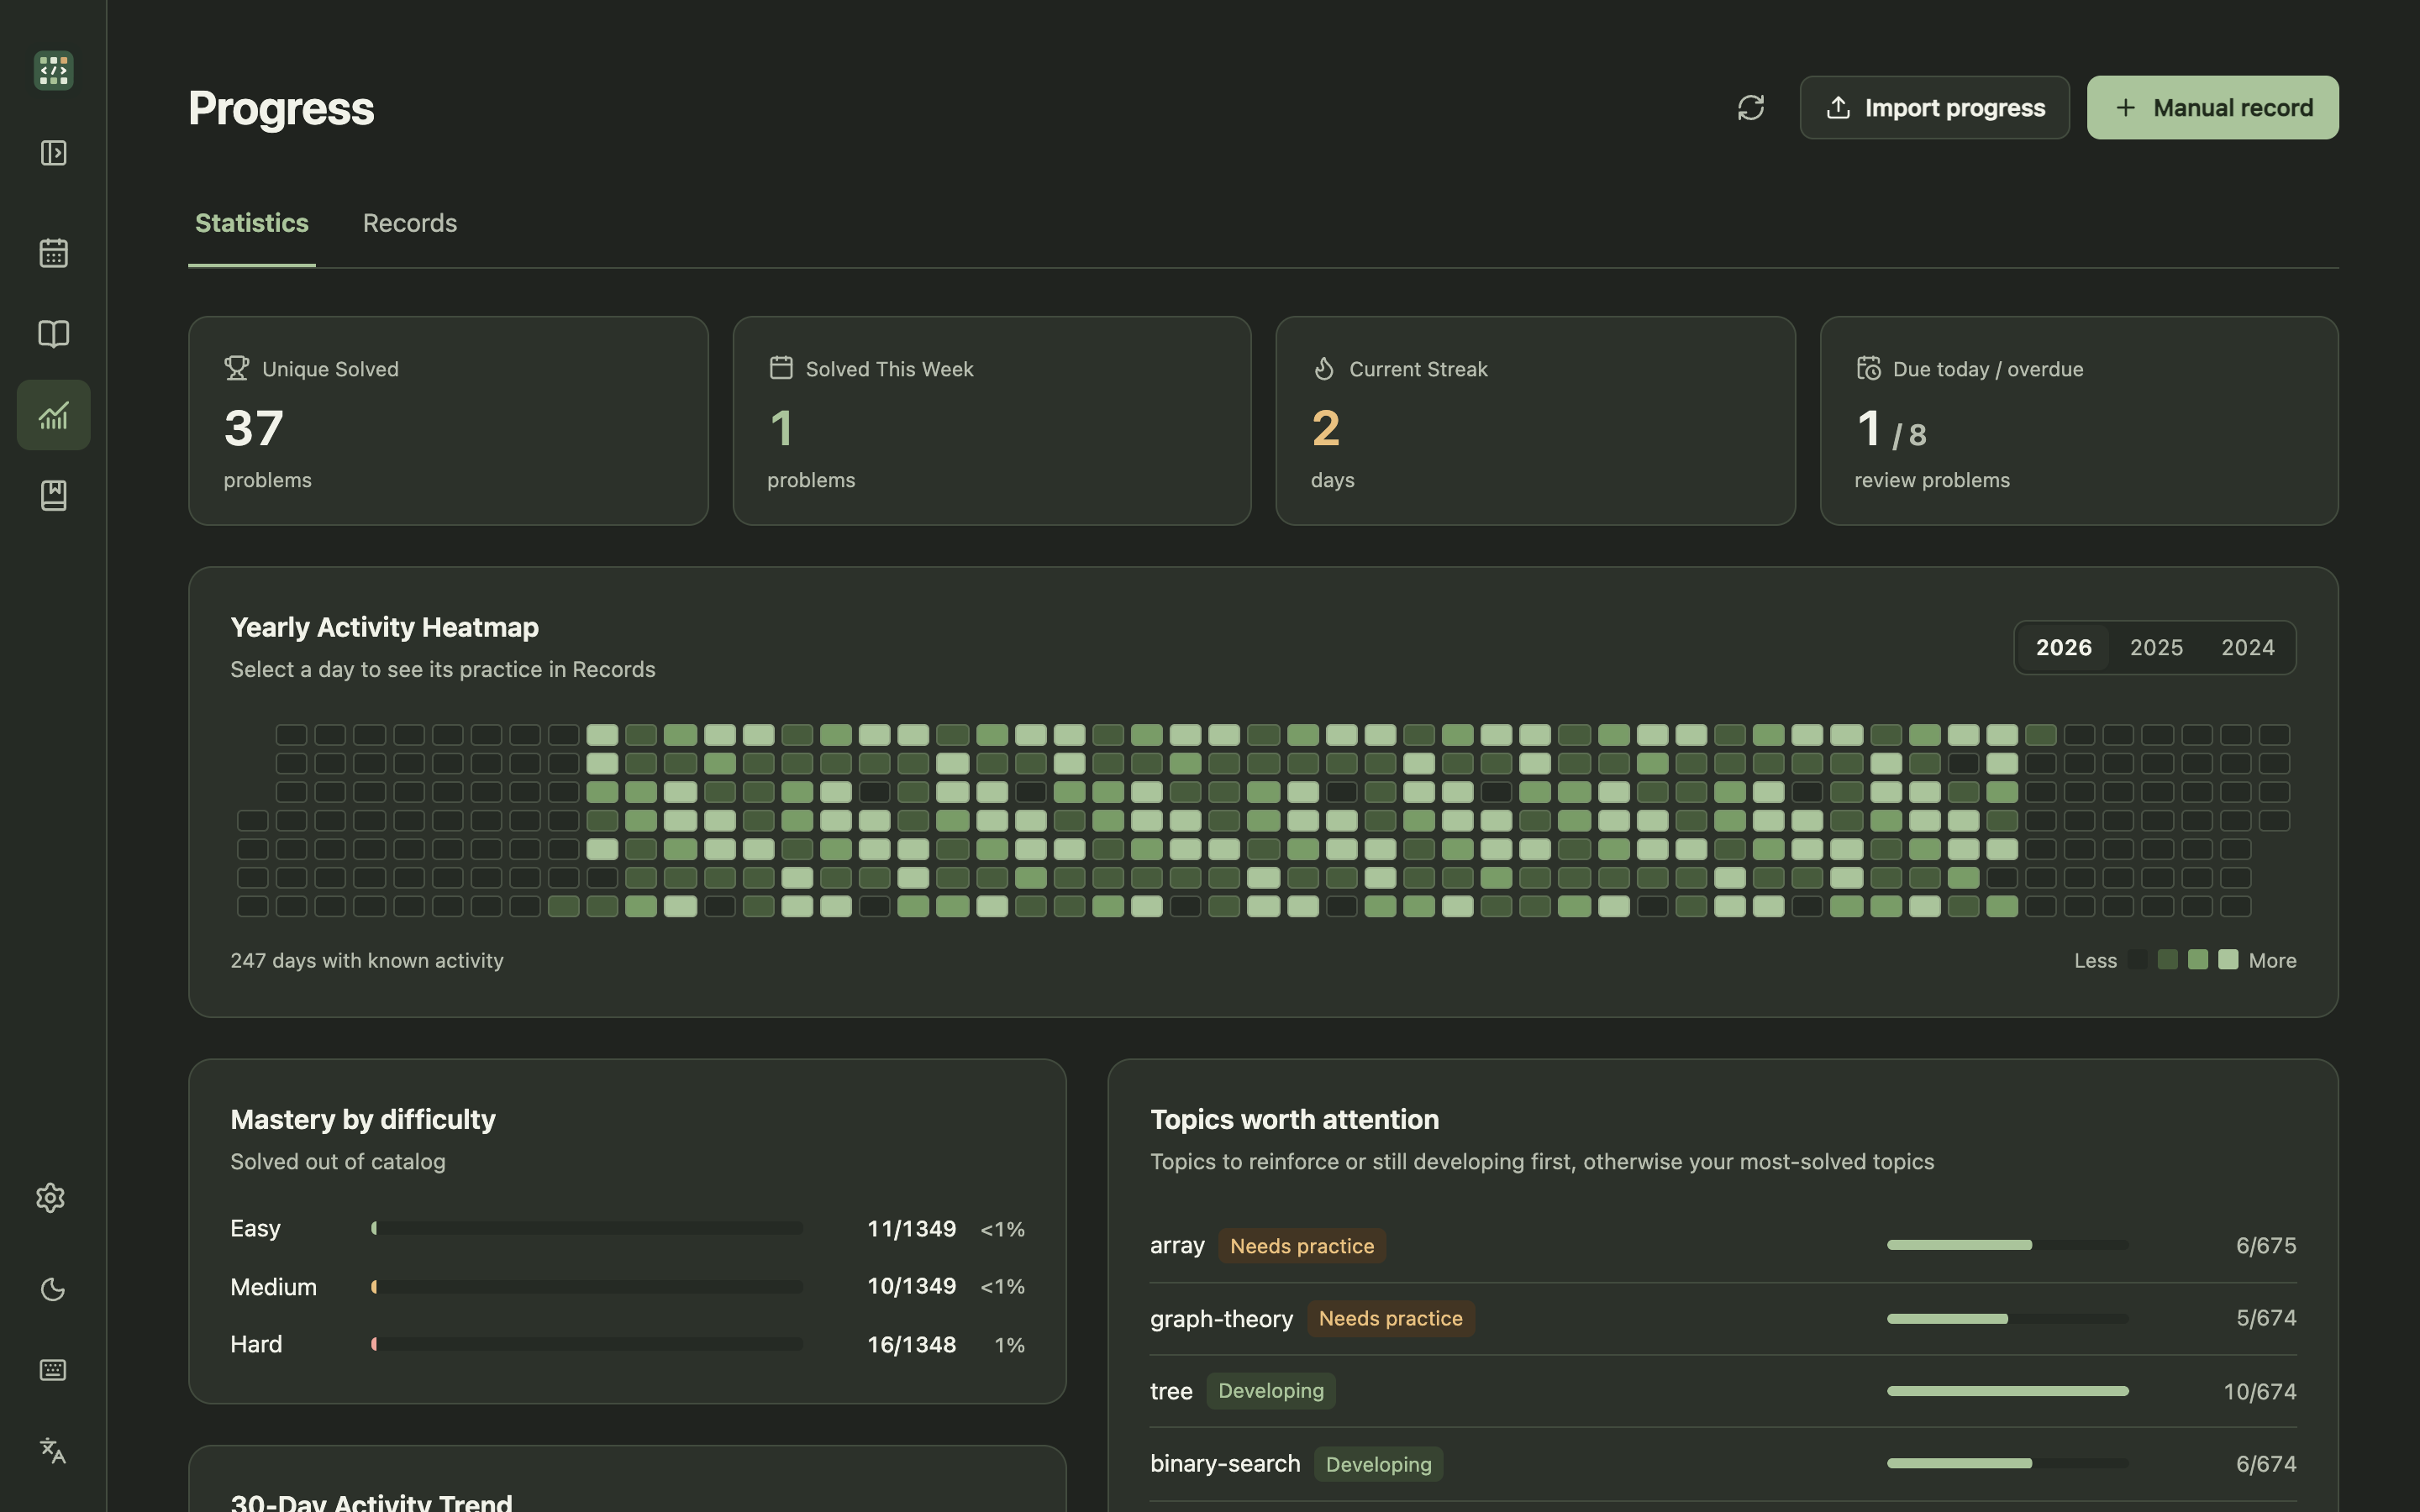 Progress
Import progress
Manual record
Statistics
Records
Unique Solved
37
problems
Solved This Week
1
problems
Current Streak
2
days
Due today / overdue
1 / 8
review problems
Yearly Activity Heatmap
Select a day to see its practice in Records
2026 2025 2024
247 days with known activity
Less More
Mastery by difficulty
Solved out of catalog
Easy 11/1349 <1%
Medium 10/1349 <1%
Hard 16/1348 1%
30-Day Activity Trend
Topics worth attention
Topics to reinforce or still developing first, otherwise your most-solved topics
array Needs practice 6/675
graph-theory Needs practice 5/674
tree Developing 10/674
binary-search Developing 6/674